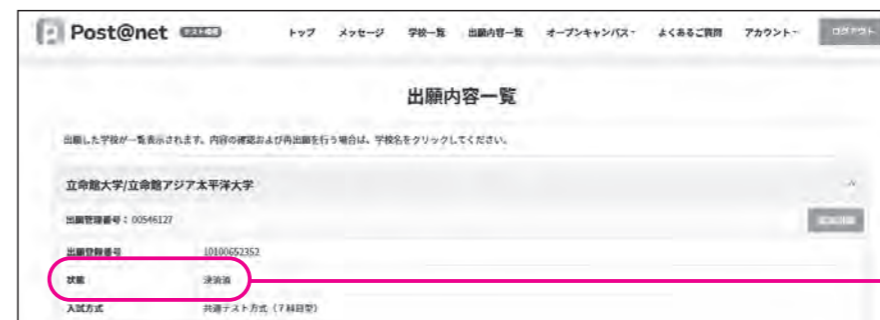 Post@net
トップ メッセージ 学校一覧 出願内容一覧 オープンキャンパス よくあるご質問 アカウント ログアウト
出願内容一覧
出願した学校が一覧表示されます。内容の確認および再出願を行う場合は、学校名をクリックしてください。
立命館大学/立命館アジア太平洋大学
出願管理番号：00546127
出願登録番号 10100652352
状態 決済済
入試方式 共通テスト方式（7科目型）